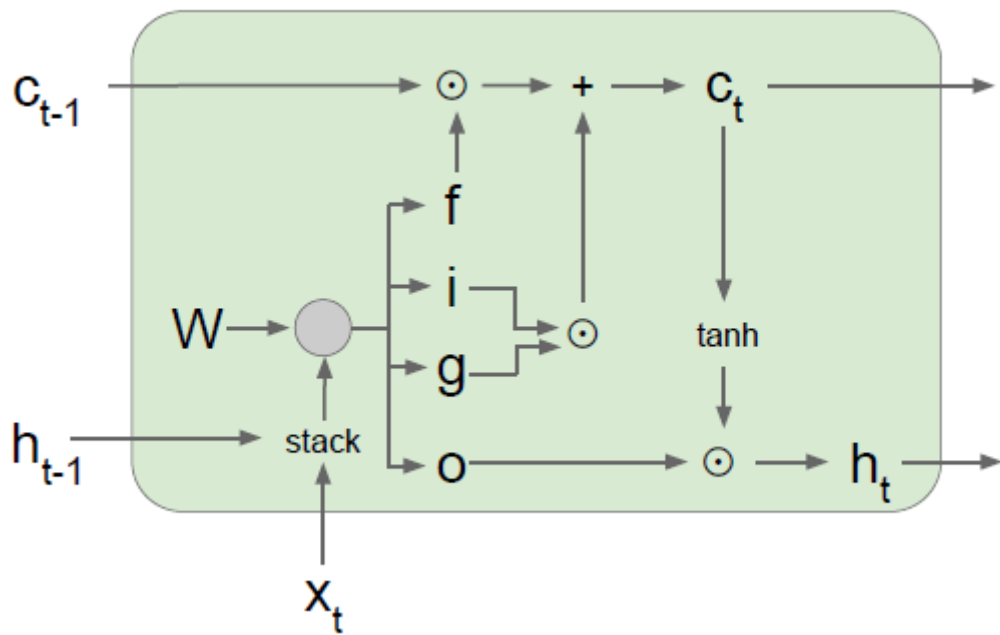 c_{t-1} ⊙ + c_t
f
i
W ⊙ tanh
g
h_{t-1} stack o ⊙ h_t
x_t